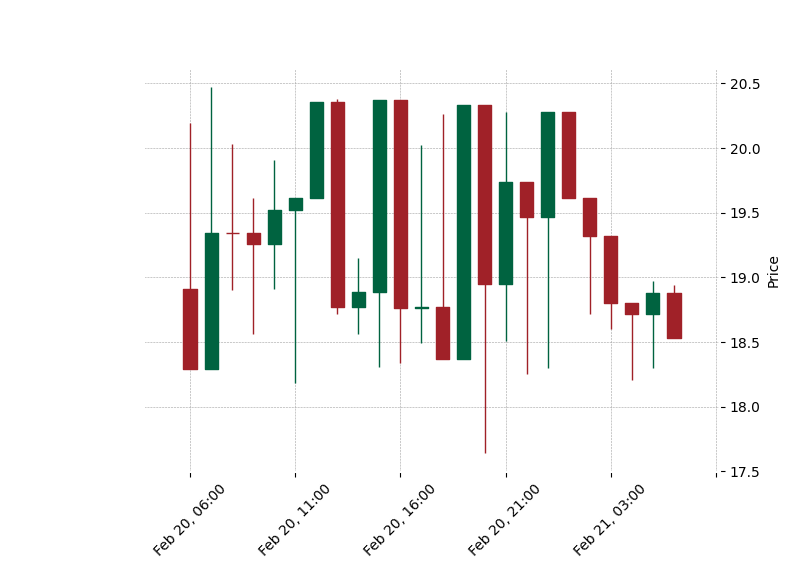 20.5
20.0
19.5
19.0
18.5
18.0
17.5
Price
Feb 20, 06:00
Feb 20, 11:00
Feb 20, 16:00
Feb 20, 21:00
Feb 21, 03:00